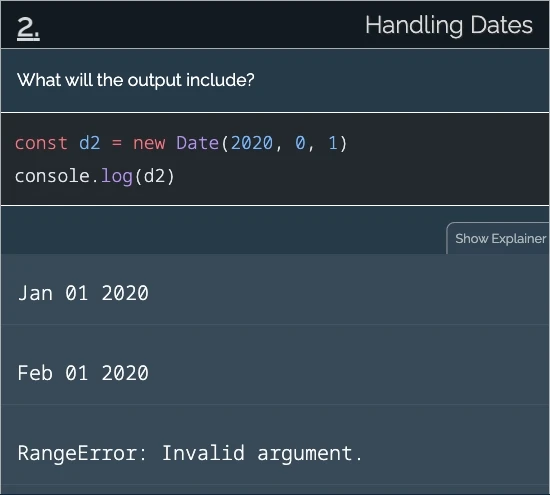 2.
Handling Dates
What will the output include?
const d2 = new Date(2020, 0, 1)
console.log(d2)
Show Explainer
Jan 01 2020
Feb 01 2020
RangeError: Invalid argument.